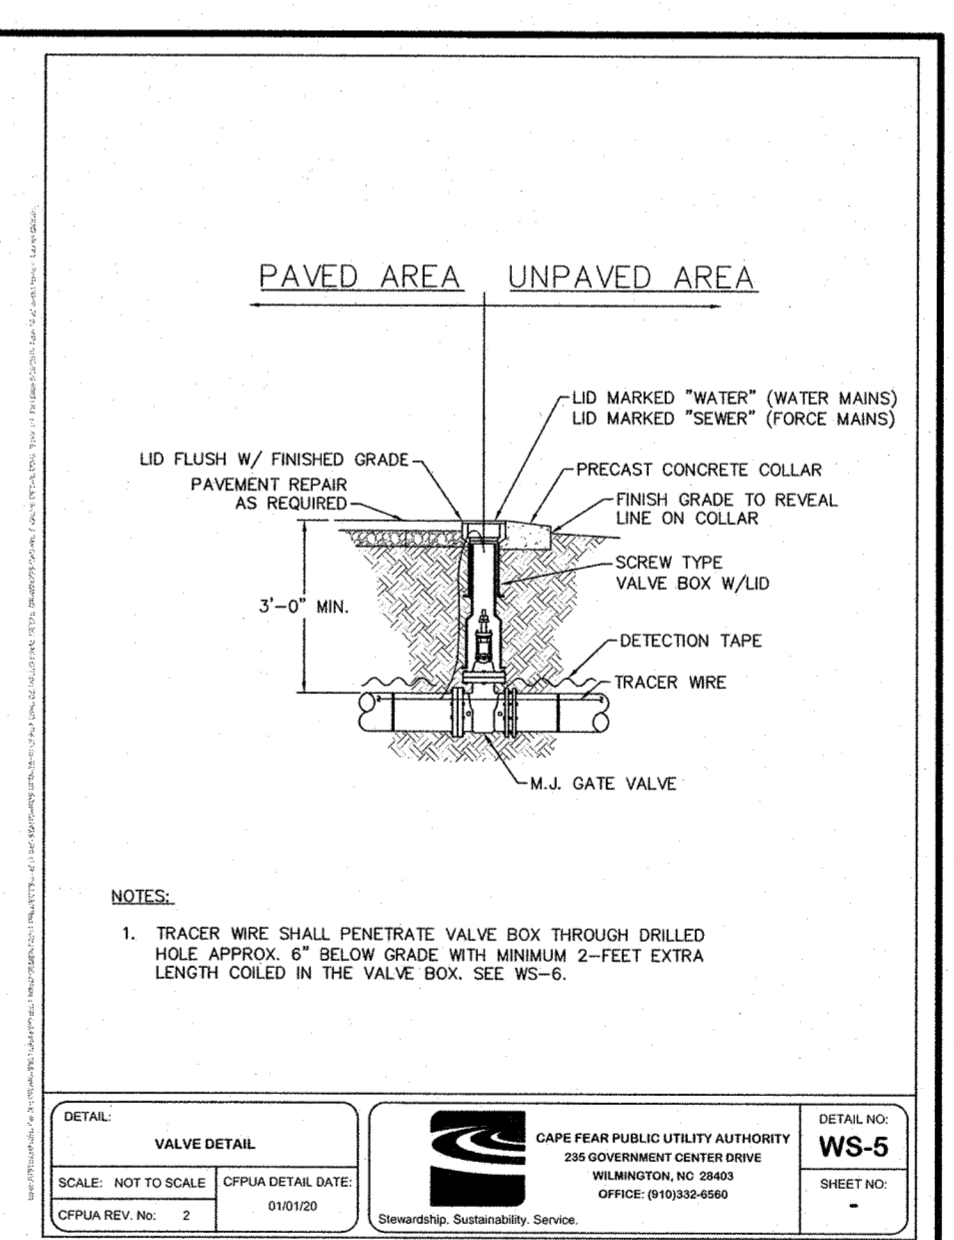 PAVED AREA
UNPAVED AREA
LID MARKED "WATER" (WATER MAINS)
LID MARKED "SEWER" (FORCE MAINS)
LID FLUSH W/ FINISHED GRADE
PAVEMENT REPAIR
AS REQUIRED
PRECAST CONCRETE COLLAR
FINISH GRADE TO REVEAL
LINE ON COLLAR
SCREW TYPE
VALVE BOX W/LID
3'-0" MIN.
DETECTION TAPE
TRACER WIRE
M.J. GATE VALVE
NOTES:
1. TRACER WIRE SHALL PENETRATE VALVE BOX THROUGH DRILLED
HOLE APPROX. 6" BELOW GRADE WITH MINIMUM 2-FEET EXTRA
LENGTH COILED IN THE VALVE BOX. SEE WS-6.
DETAIL:
VALVE DETAIL
SCALE: NOT TO SCALE
CFPUA DETAIL DATE:
01/01/20
CFPUA REV. No: 2
CAPE FEAR PUBLIC UTILITY AUTHORITY
235 GOVERNMENT CENTER DRIVE
WILMINGTON, NC 28403
OFFICE: (910)332-6560
Stewardship. Sustainability. Service.
DETAIL NO:
WS-5
SHEET NO:
-